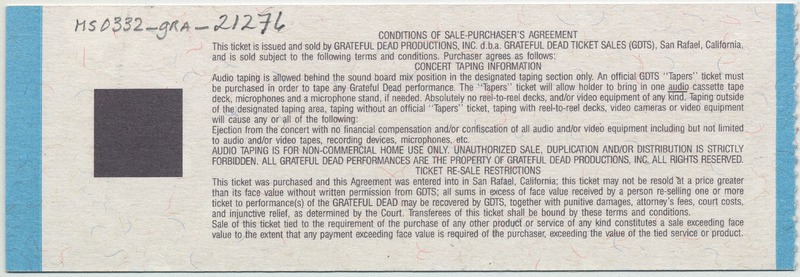 MS0332_GRA_21276
CONDITIONS OF SALE-PURCHASER'S AGREEMENT
This ticket is issued and sold by GRATEFUL DEAD PRODUCTIONS, INC. d.b.a. GRATEFUL DEAD TICKET SALES (GDTS), San Rafael, California,
and is sold subject to the following terms and conditions. Purchaser agrees as follows:
CONCERT TAPING INFORMATION
Audio taping is allowed behind the sound board mix position in the designated taping section only. An official GDTS "Tapers" ticket must
be purchased in order to tape any Grateful Dead performance. The "Tapers" ticket will allow holder to bring in one audio cassette tape
deck, microphones and a microphone stand, if needed. Absolutely no reel-to-reel decks, and/or video equipment of any kind. Taping outside
of the designated taping area, taping without an official "Tapers" ticket, taping with reel-to-reel decks, video cameras or video equipment
will cause any or all of the following:
Ejection from the concert with no financial compensation and/or confiscation of all audio and/or video equipment including but not limited
to audio and/or video tapes, recording devices, microphones, etc.
AUDIO TAPING IS FOR NON-COMMERCIAL HOME USE ONLY. UNAUTHORIZED SALE, DUPLICATION AND/OR DISTRIBUTION IS STRICTLY
FORBIDDEN. ALL GRATEFUL DEAD PERFORMANCES ARE THE PROPERTY OF GRATEFUL DEAD PRODUCTIONS, INC. ALL RIGHTS RESERVED.
TICKET RE-SALE RESTRICTIONS
This ticket was purchased and this Agreement was entered into in San Rafael, California; this ticket may not be resold at a price greater
than its face value without written permission from GDTS; all sums in excess of face value received by a person re-selling one or more
ticket to performance(s) of the GRATEFUL DEAD may be recovered by GDTS, together with punitive damages, attorney's fees, court costs,
and injunctive relief, as determined by the Court. Transferees of this ticket shall be bound by these terms and conditions.
Sale of this ticket tied to the requirement of the purchase of any other product or service of any kind constitutes a sale exceeding face
value to the extent that any payment exceeding face value is required of the purchaser, exceeding the value of the tied service or product.